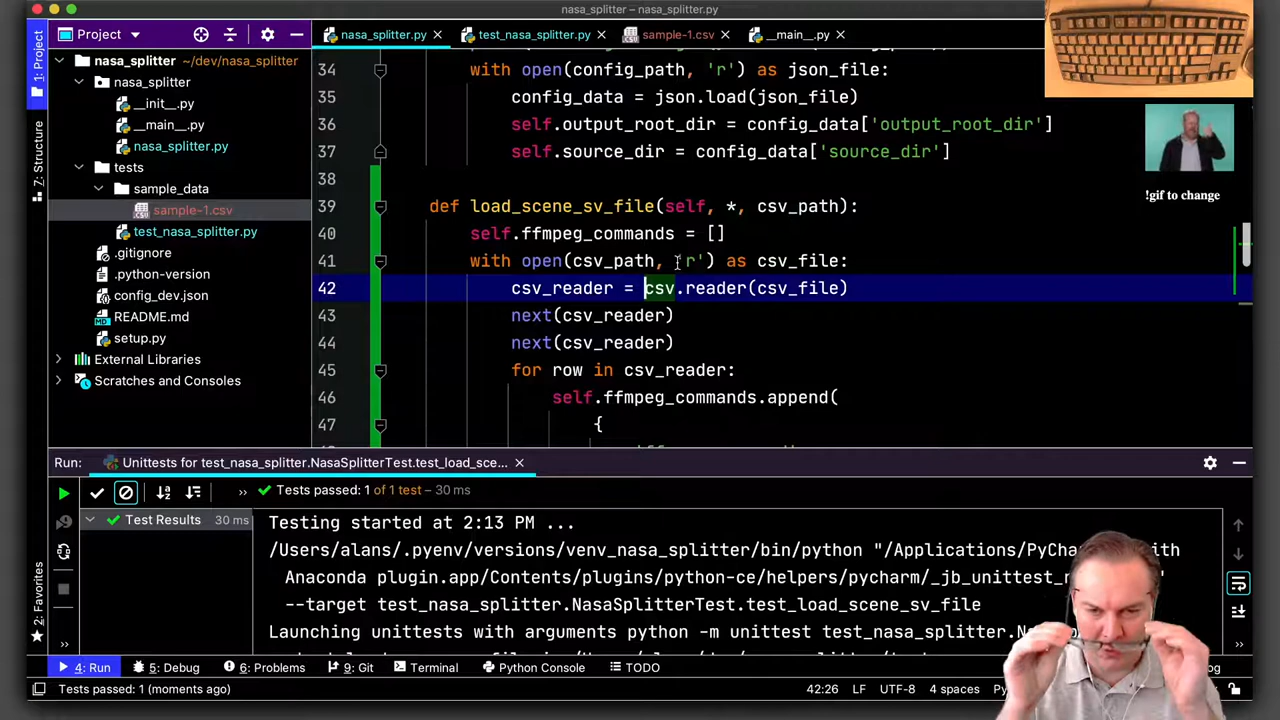 nasa_splitter – nasa_splitter.py
Project
nasa_splitter.py
test_nasa_splitter.py
sample-1.csv
__main__.py
1: Project
7: Structure
2: Favorites
nasa_splitter ~/dev/nasa_splitter
nasa_splitter
__init__.py
__main__.py
nasa_splitter.py
tests
sample_data
sample-1.csv
test_nasa_splitter.py
.gitignore
.python-version
config_dev.json
README.md
setup.py
External Libraries
Scratches and Consoles
34 with open(config_path, 'r') as json_file:
35 config_data = json.load(json_file)
36 self.output_root_dir = config_data['output_root_dir']
37 self.source_dir = config_data['source_dir']
38
39 def load_scene_sv_file(self, *, csv_path):
40 self.ffmpeg_commands = []
41 with open(csv_path, 'r') as csv_file:
42 csv_reader = csv.reader(csv_file)
43 next(csv_reader)
44 next(csv_reader)
45 for row in csv_reader:
46 self.ffmpeg_commands.append(
47 {
!gif to change
Run: Unittests for test_nasa_splitter.NasaSplitterTest.test_load_sce...
Tests passed: 1 of 1 test – 30 ms
Test Results 30 ms
Testing started at 2:13 PM ...
/Users/alans/.pyenv/versions/venv_nasa_splitter/bin/python "/Applications/PyCharm with
Anaconda plugin.app/Contents/plugins/python-ce/helpers/pycharm/_jb_unittest_
--target test_nasa_splitter.NasaSplitterTest.test_load_scene_sv_file
Launching unittests with arguments python -m unittest test_nasa_splitter.
4: Run
5: Debug
6: Problems
9: Git
Terminal
Python Console
TODO
Tests passed: 1 (moments ago)
42:26 LF UTF-8 4 spaces